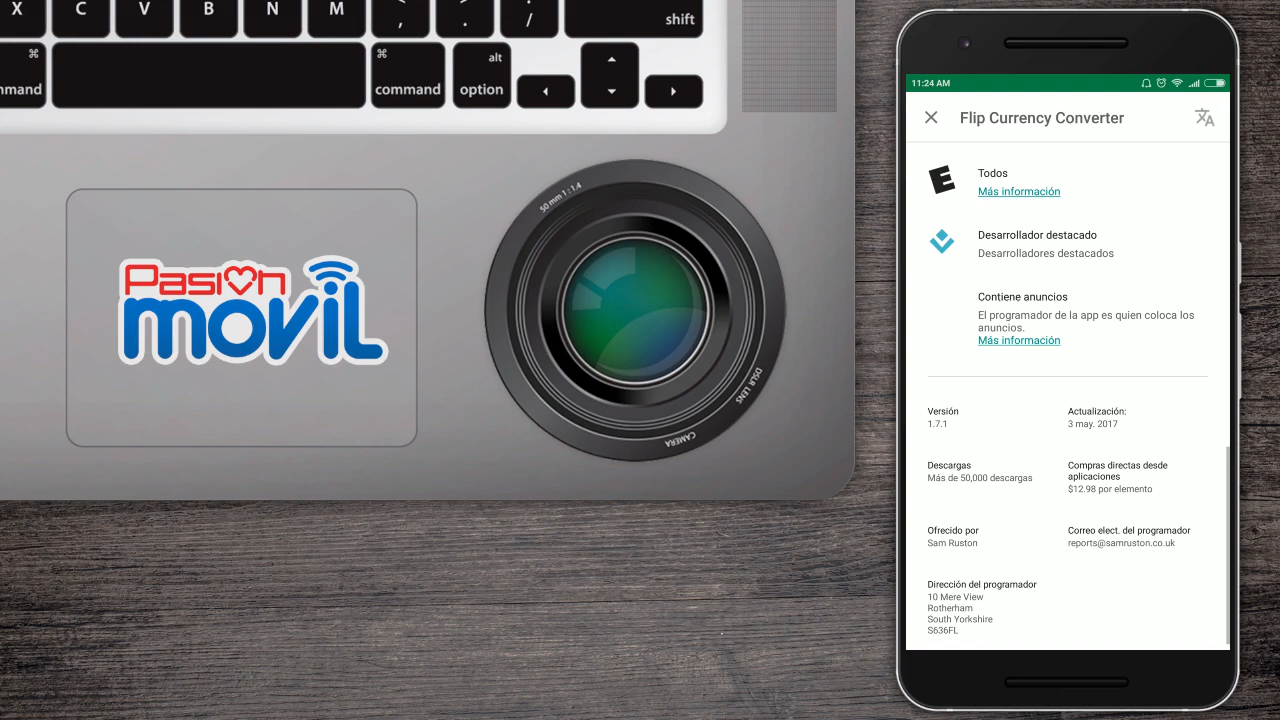 X C V B N M < , > . ? /
shift
⌘
mmand
⌘
command
alt
option
Pasion
movil
50 mm 1:1.4
DSLR LENS
CAMERA
11:24 AM
Flip Currency Converter
Todos
Más información
Desarrollador destacado
Desarrolladores destacados
Contiene anuncios
El programador de la app es quien coloca los
anuncios.
Más información
Versión
1.7.1
Actualización:
3 may. 2017
Descargas
Más de 50,000 descargas
Compras directas desde
aplicaciones
$12.98 por elemento
Ofrecido por
Sam Ruston
Correo elect. del programador
reports@samruston.co.uk
Dirección del programador
10 Mere View
Rotherham
South Yorkshire
S636FL